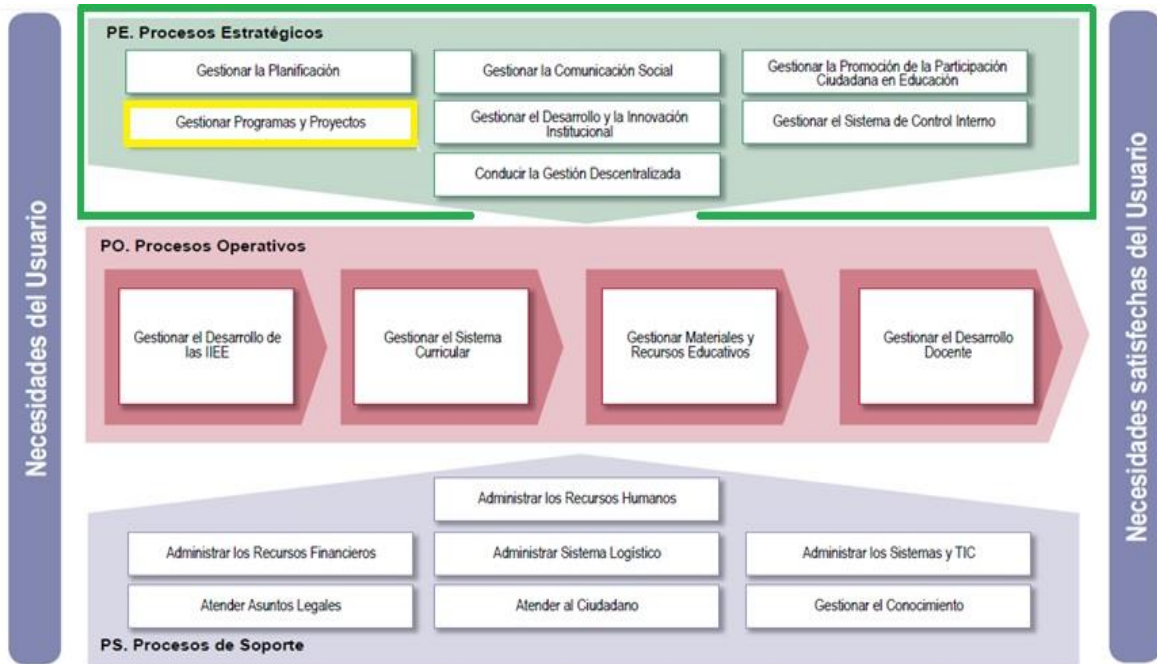 Necesidades del Usuario
PE. Procesos Estratégicos
Gestionar la Planificación
Gestionar la Comunicación Social
Gestionar la Promoción de la Participación
Ciudadana en Educación
Gestionar Programas y Proyectos
Gestionar el Desarrollo y la Innovación
Institucional
Gestionar el Sistema de Control Interno
Conducir la Gestión Descentralizada
PO. Procesos Operativos
Gestionar el Desarrollo de
las IIEE
Gestionar el Sistema
Curricular
Gestionar Materiales y
Recursos Educativos
Gestionar el Desarrollo
Docente
Administrar los Recursos Humanos
Administrar los Recursos Financieros
Administrar Sistema Logístico
Administrar los Sistemas y TIC
Atender Asuntos Legales
Atender al Ciudadano
Gestionar el Conocimiento
PS. Procesos de Soporte
Necesidades satisfechas del Usuario